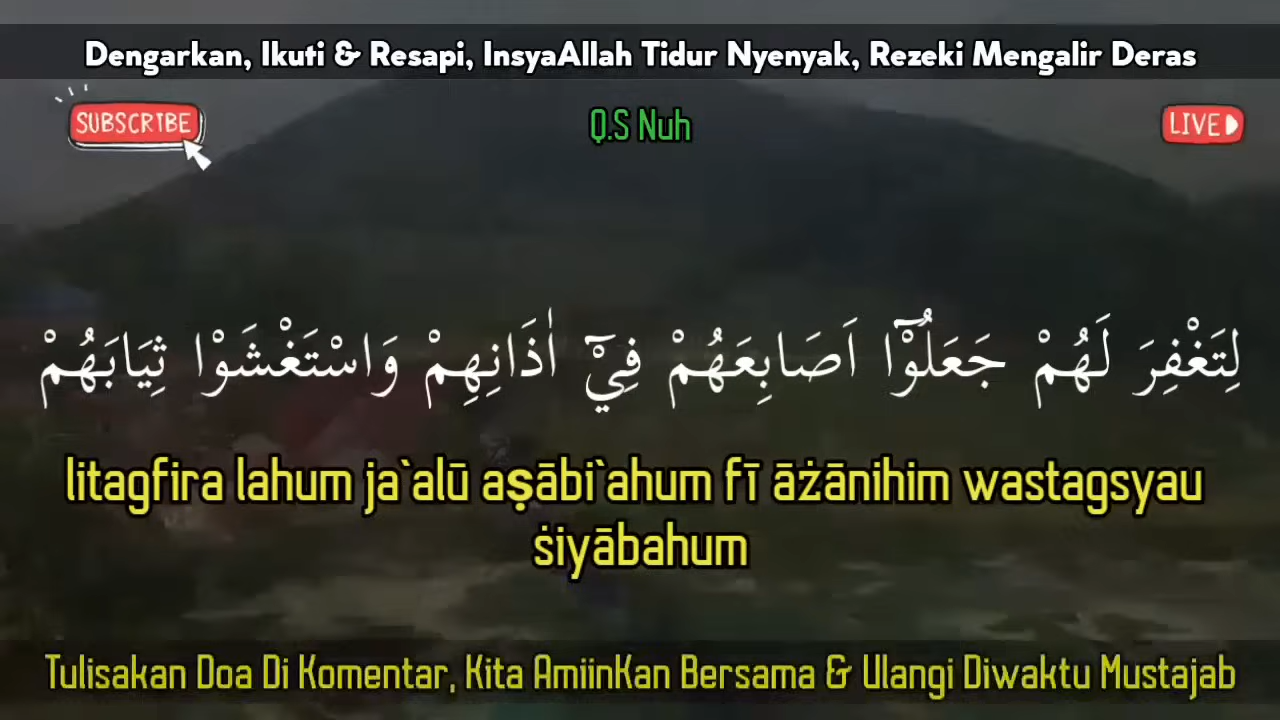 Dengarkan, Ikuti & Resapi, InsyaAllah Tidur Nyenyak, Rezeki Mengalir Deras
SUBSCRIBE
Q.S Nuh
LIVE
لِتَغْفِرَ لَهُمْ جَعَلُوْٓا اَصَابِعَهُمْ فِيْٓ اٰذَانِهِمْ وَاسْتَغْشَوْا ثِيَابَهُمْ
litagfira lahum ja`alū aṣābi`ahum fī āżānihim wastagsyau
ṡiyābahum
Tulisakan Doa Di Komentar, Kita AmiinKan Bersama & Ulangi Diwaktu Mustajab